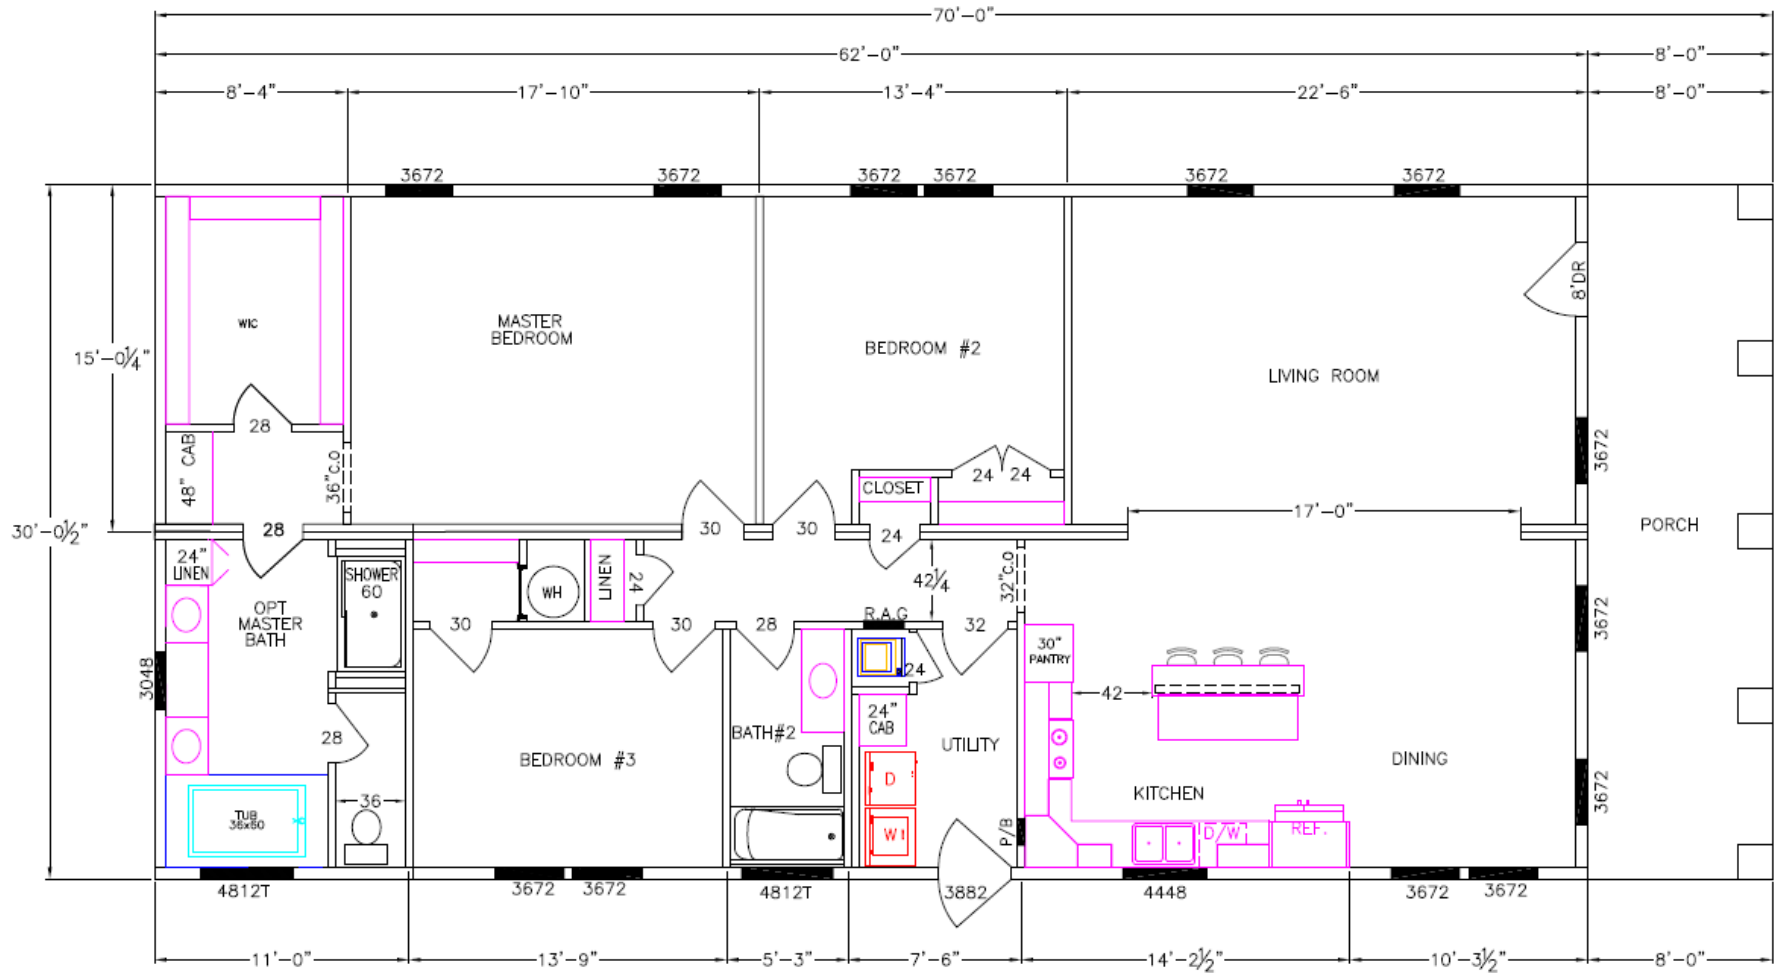 70'-0"
62'-0"
8'-0"
8'-4"
17'-10"
13'-4"
22'-6"
8'-0"
3672
3672
3672
3672
3672
3672
8'DR
WIC
MASTER
BEDROOM
BEDROOM #2
LIVING ROOM
15'-0¼"
28
48" CAB
36"c.o
3672
24
24
CLOSET
30'-0½"
28
30
30
24
17'-0"
PORCH
24"
LINEN
SHOWER
60
WH
LINEN
24
42¼
32"c.o
OPT
MASTER
BATH
R.A.G
3672
30
30
28
32
30"
PANTRY
24
3048
42
24"
CAB
28
BATH#2
UTILITY
BEDROOM #3
DINING
D
KITCHEN
3672
36
TUB
36x60
W
P/B
D/W
REF.
4812T
3672
3672
4812T
3882
4448
3672
3672
11'-0"
13'-9"
5'-3"
7'-6"
14'-2½"
10'-3½"
8'-0"